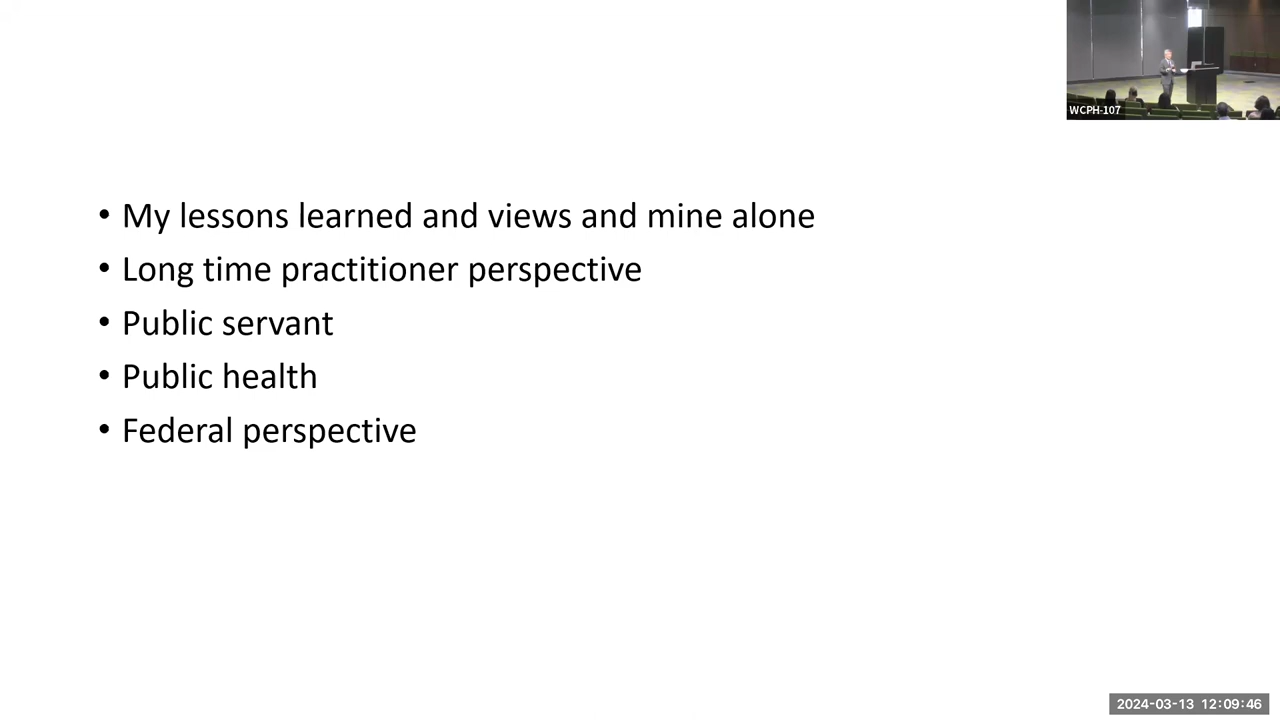 WCPH-107
• My lessons learned and views and mine alone
• Long time practitioner perspective
• Public servant
• Public health
• Federal perspective
2024-03-13 12:09:46